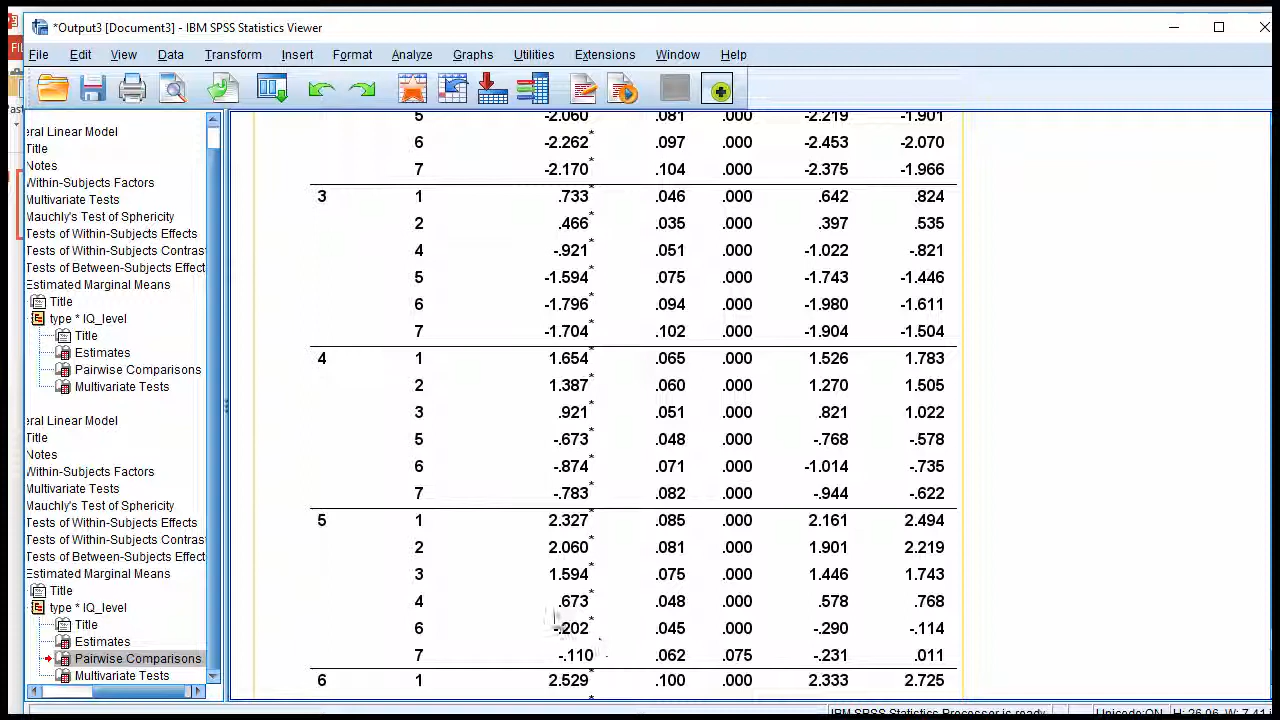 *Output3 [Document3] - IBM SPSS Statistics Viewer
FIL
File Edit View Data Transform Insert Format Analyze Graphs Utilities Extensions Window Help
Past
eral Linear Model
Title
Notes
Within-Subjects Factors
Multivariate Tests
Mauchly's Test of Sphericity
Tests of Within-Subjects Effects
Tests of Within-Subjects Contras
Tests of Between-Subjects Effect
Estimated Marginal Means
Title
type * IQ_level
Title
Estimates
Pairwise Comparisons
Multivariate Tests
eral Linear Model
Title
Notes
Within-Subjects Factors
Multivariate Tests
Mauchly's Test of Sphericity
Tests of Within-Subjects Effects
Tests of Within-Subjects Contras
Tests of Between-Subjects Effect
Estimated Marginal Means
Title
type * IQ_level
Title
Estimates
Pairwise Comparisons
Multivariate Tests
5 -2.060 .081 .000 -2.219 -1.901
6 -2.262* .097 .000 -2.453 -2.070
7 -2.170* .104 .000 -2.375 -1.966
3 1 .733* .046 .000 .642 .824
2 .466* .035 .000 .397 .535
4 -.921* .051 .000 -1.022 -.821
5 -1.594* .075 .000 -1.743 -1.446
6 -1.796* .094 .000 -1.980 -1.611
7 -1.704* .102 .000 -1.904 -1.504
4 1 1.654* .065 .000 1.526 1.783
2 1.387* .060 .000 1.270 1.505
3 .921* .051 .000 .821 1.022
5 -.673* .048 .000 -.768 -.578
6 -.874* .071 .000 -1.014 -.735
7 -.783* .082 .000 -.944 -.622
5 1 2.327* .085 .000 2.161 2.494
2 2.060* .081 .000 1.901 2.219
3 1.594* .075 .000 1.446 1.743
4 .673* .048 .000 .578 .768
6 -.202* .045 .000 -.290 -.114
7 -.110 .062 .075 -.231 .011
6 1 2.529* .100 .000 2.333 2.725
IBM SPSS Statistics Processor is ready Unicode:ON H: 26.06, W: 7.41 i